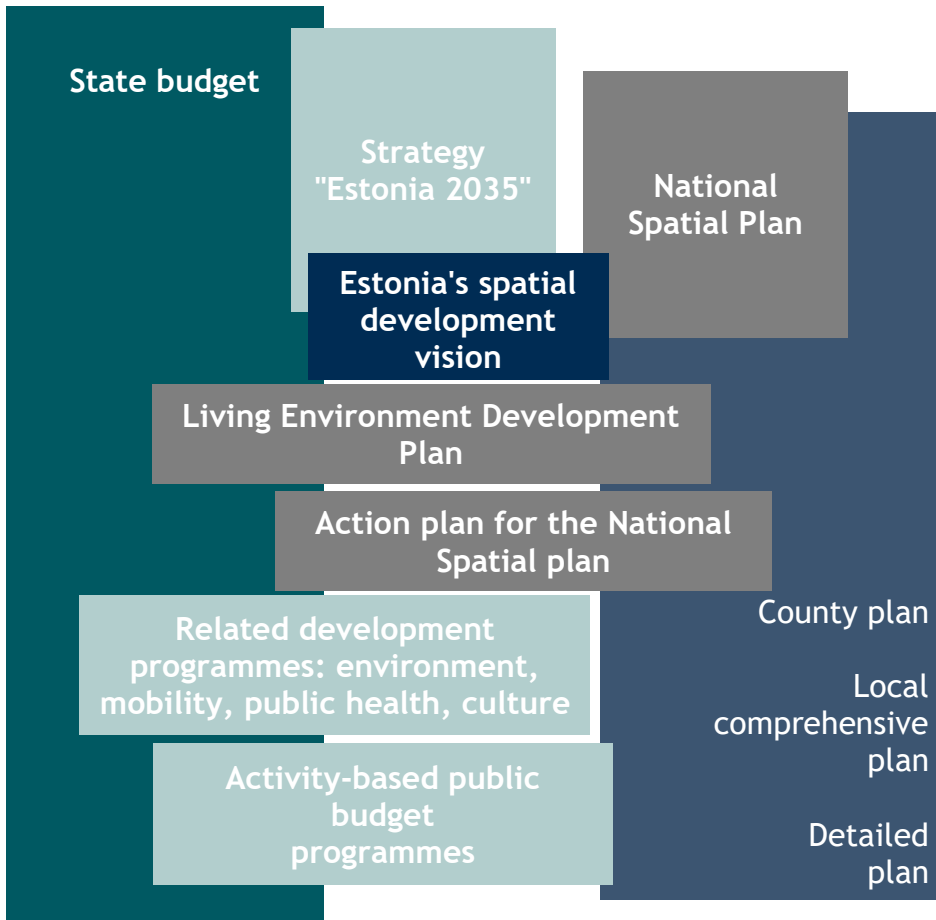 State budget
Strategy
"Estonia 2035"
National
Spatial Plan
Estonia's spatial
development
vision
Living Environment Development
Plan
Action plan for the National
Spatial plan
Related development
programmes: environment,
mobility, public health, culture
Activity-based public
budget
programmes
County plan
Local
comprehensive
plan
Detailed
plan